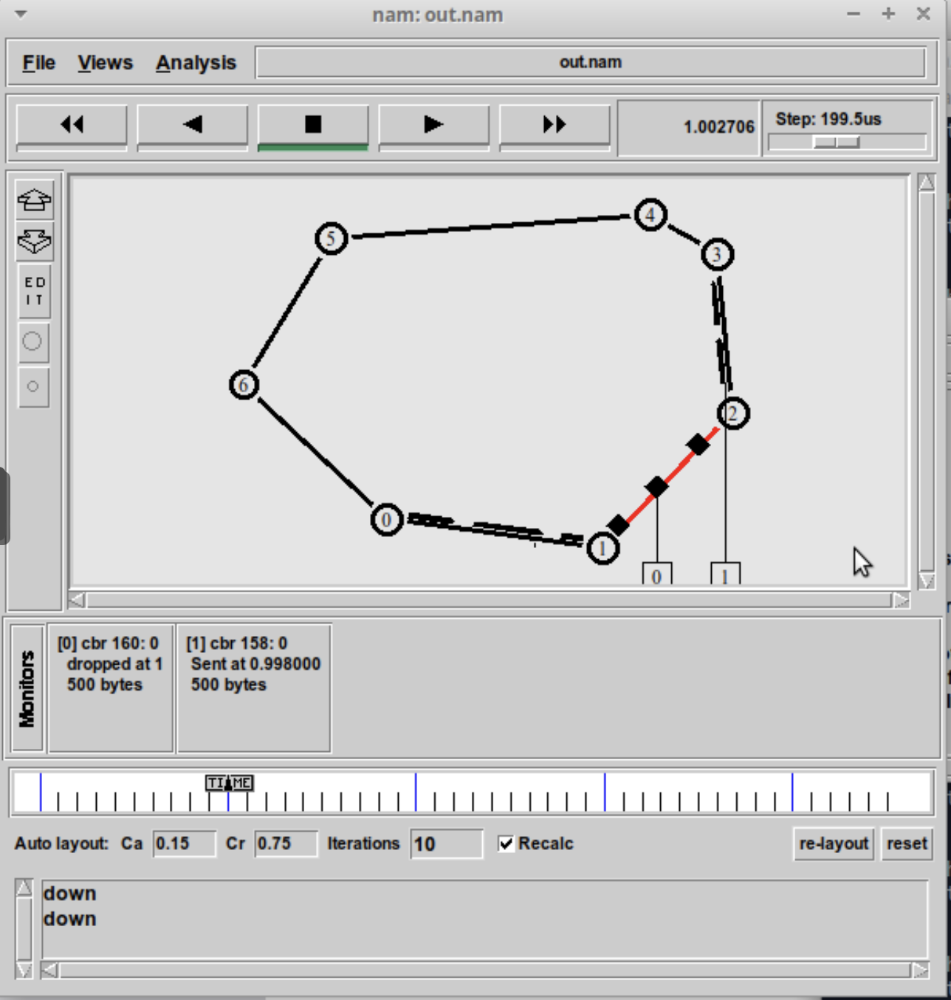 nam: out.nam
File Views Analysis out.nam
1.002706 Step: 199.5us
E D
I T
4
5
3
6
2
0
1
0 1
Monitors
[0] cbr 160: 0
dropped at 1
500 bytes
[1] cbr 158: 0
Sent at 0.998000
500 bytes
TIME
Auto layout: Ca 0.15 Cr 0.75 Iterations 10 Recalc re-layout reset
down
down